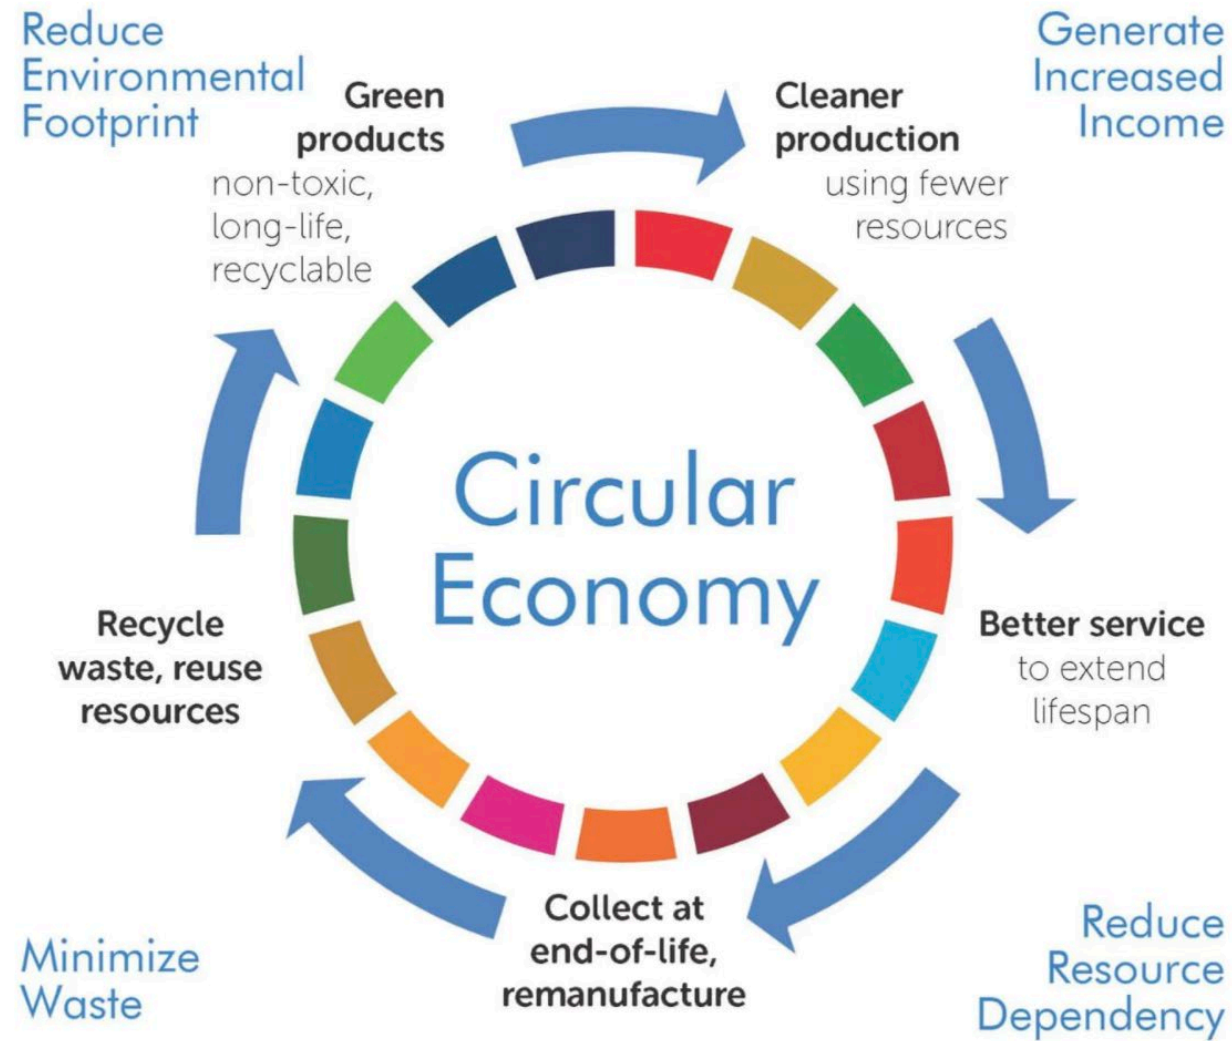 Reduce
Environmental
Footprint
Generate
Increased
Income
Green
products
non-toxic,
long-life,
recyclable
Cleaner
production
using fewer
resources
Circular
Economy
Recycle
waste, reuse
resources
Better service
to extend
lifespan
Collect at
end-of-life,
remanufacture
Minimize
Waste
Reduce
Resource
Dependency